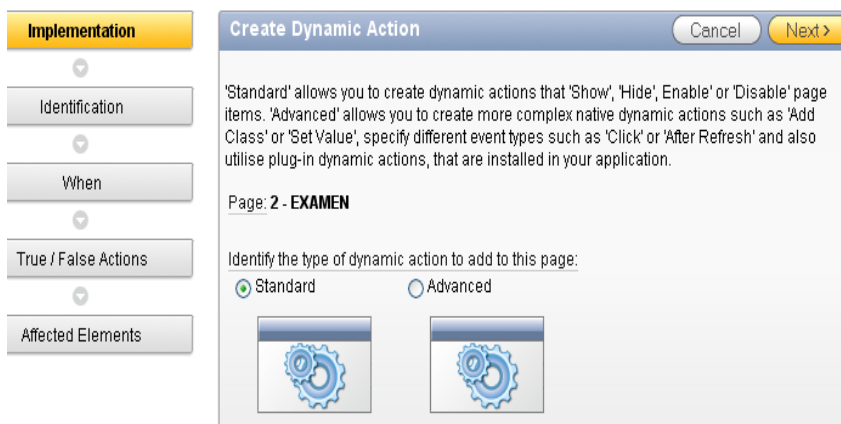 Implementation
Identification
When
True / False Actions
Affected Elements
Create Dynamic Action
Cancel
Next >
'Standard' allows you to create dynamic actions that 'Show', 'Hide', Enable' or 'Disable' page
items. 'Advanced' allows you to create more complex native dynamic actions such as 'Add
Class' or 'Set Value', specify different event types such as 'Click' or 'After Refresh' and also
utilise plug-in dynamic actions, that are installed in your application.
Page: 2 - EXAMEN
Identify the type of dynamic action to add to this page:
Standard Advanced